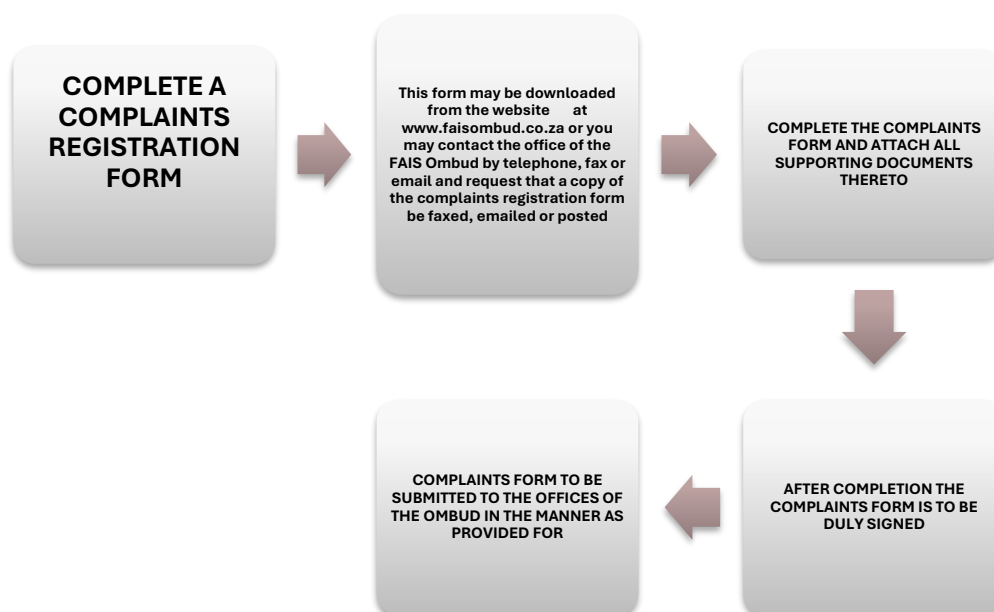 COMPLETE A
COMPLAINTS
REGISTRATION
FORM
This form may be downloaded
from the website at
www.faisombud.co.za or you
may contact the office of the
FAIS Ombud by telephone, fax or
email and request that a copy of
the complaints registration form
be faxed, emailed or posted
COMPLETE THE COMPLAINTS
FORM AND ATTACH ALL
SUPPORTING DOCUMENTS
THERETO
AFTER COMPLETION THE
COMPLAINTS FORM IS TO BE
DULY SIGNED
COMPLAINTS FORM TO BE
SUBMITTED TO THE OFFICES OF
THE OMBUD IN THE MANNER AS
PROVIDED FOR